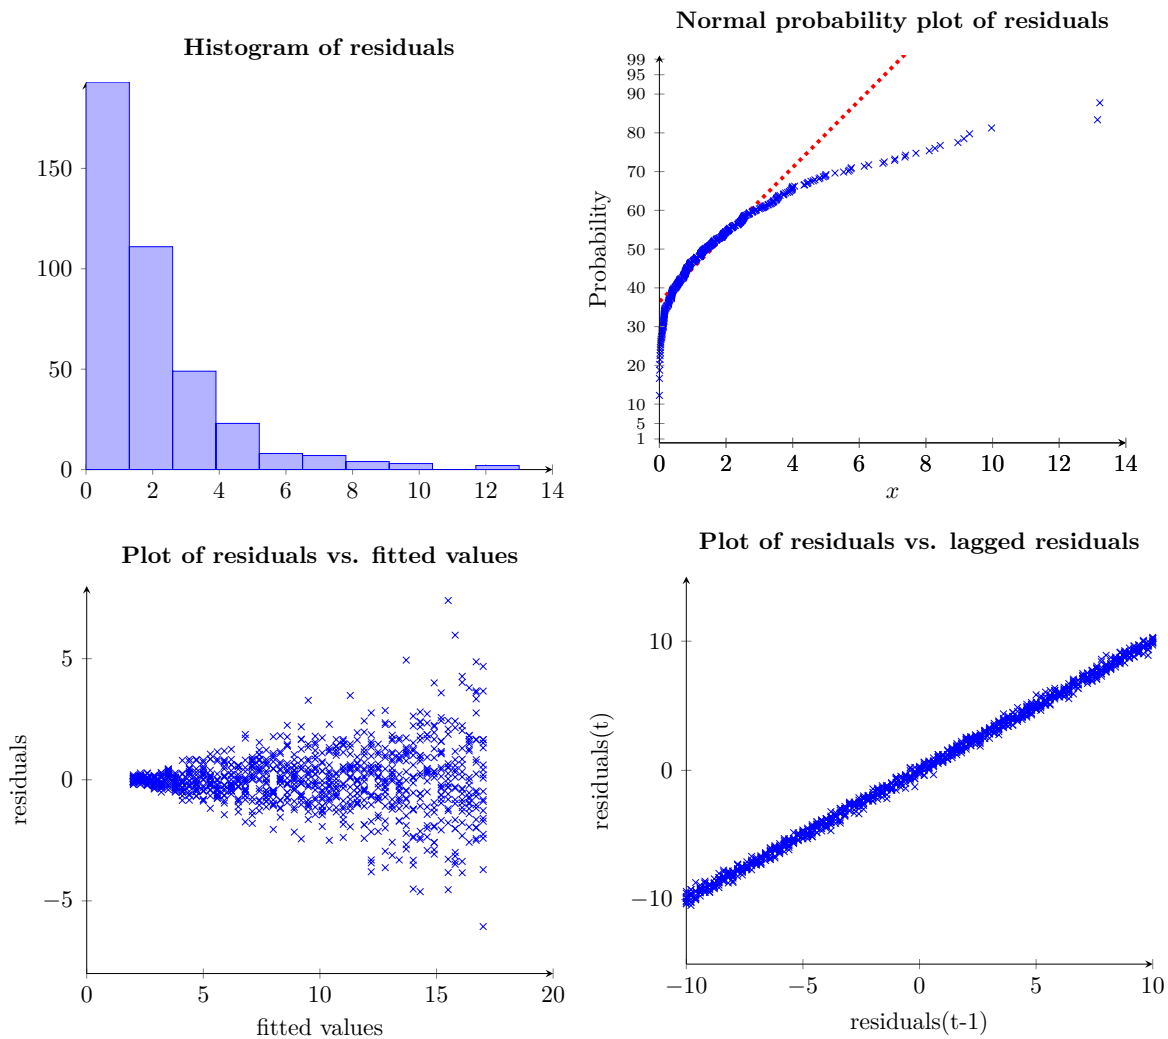 Histogram of residuals
150
100
50
0
0 2 4 6 8 10 12 14
Normal probability plot of residuals
99
95
90
80
70
60
50
40
30
20
10
5
1
Probability
0 2 4 6 8 10 12 14
x
Plot of residuals vs. fitted values
5
0
−5
residuals
0 5 10 15 20
fitted values
Plot of residuals vs. lagged residuals
10
0
−10
residuals(t)
−10 −5 0 5 10
residuals(t-1)